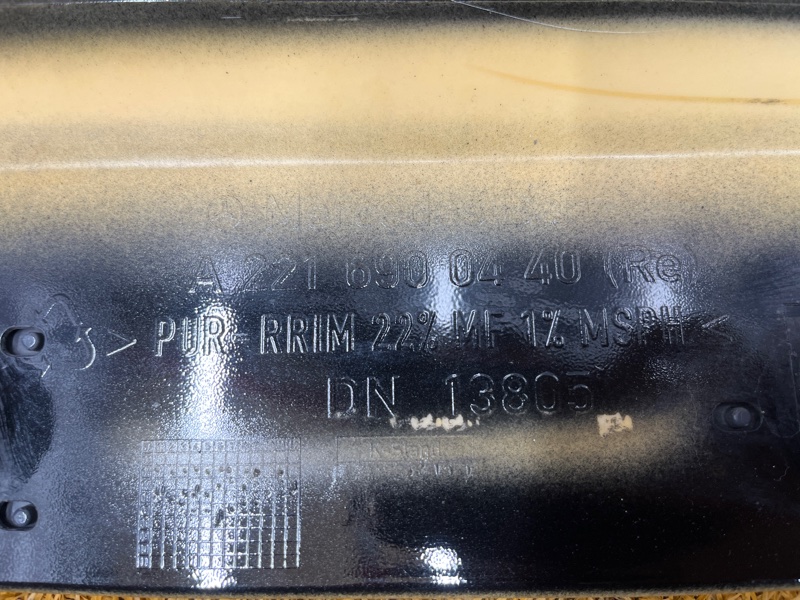 A 221 690 04 40 (Re)
> PUR-RRIM 22% MF 1% MSPH <
DN 13805